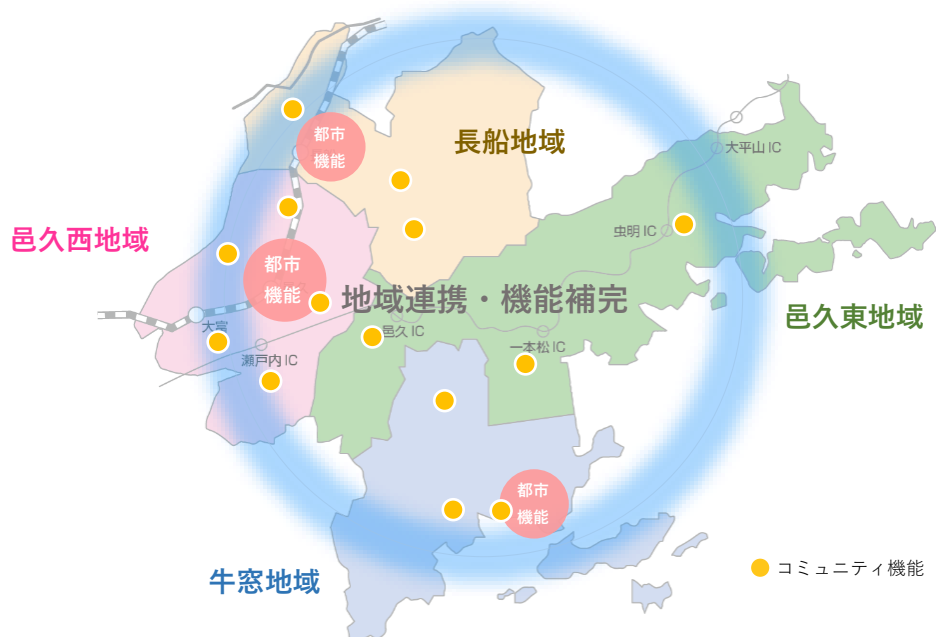 都市
機能
長船地域
大平山 IC
邑久西地域
虫明 IC
都市
機能
地域連携・機能補完
邑久東地域
大富
邑久 IC
一本松 IC
瀬戸内 IC
都市
機能
コミュニティ機能
牛窓地域